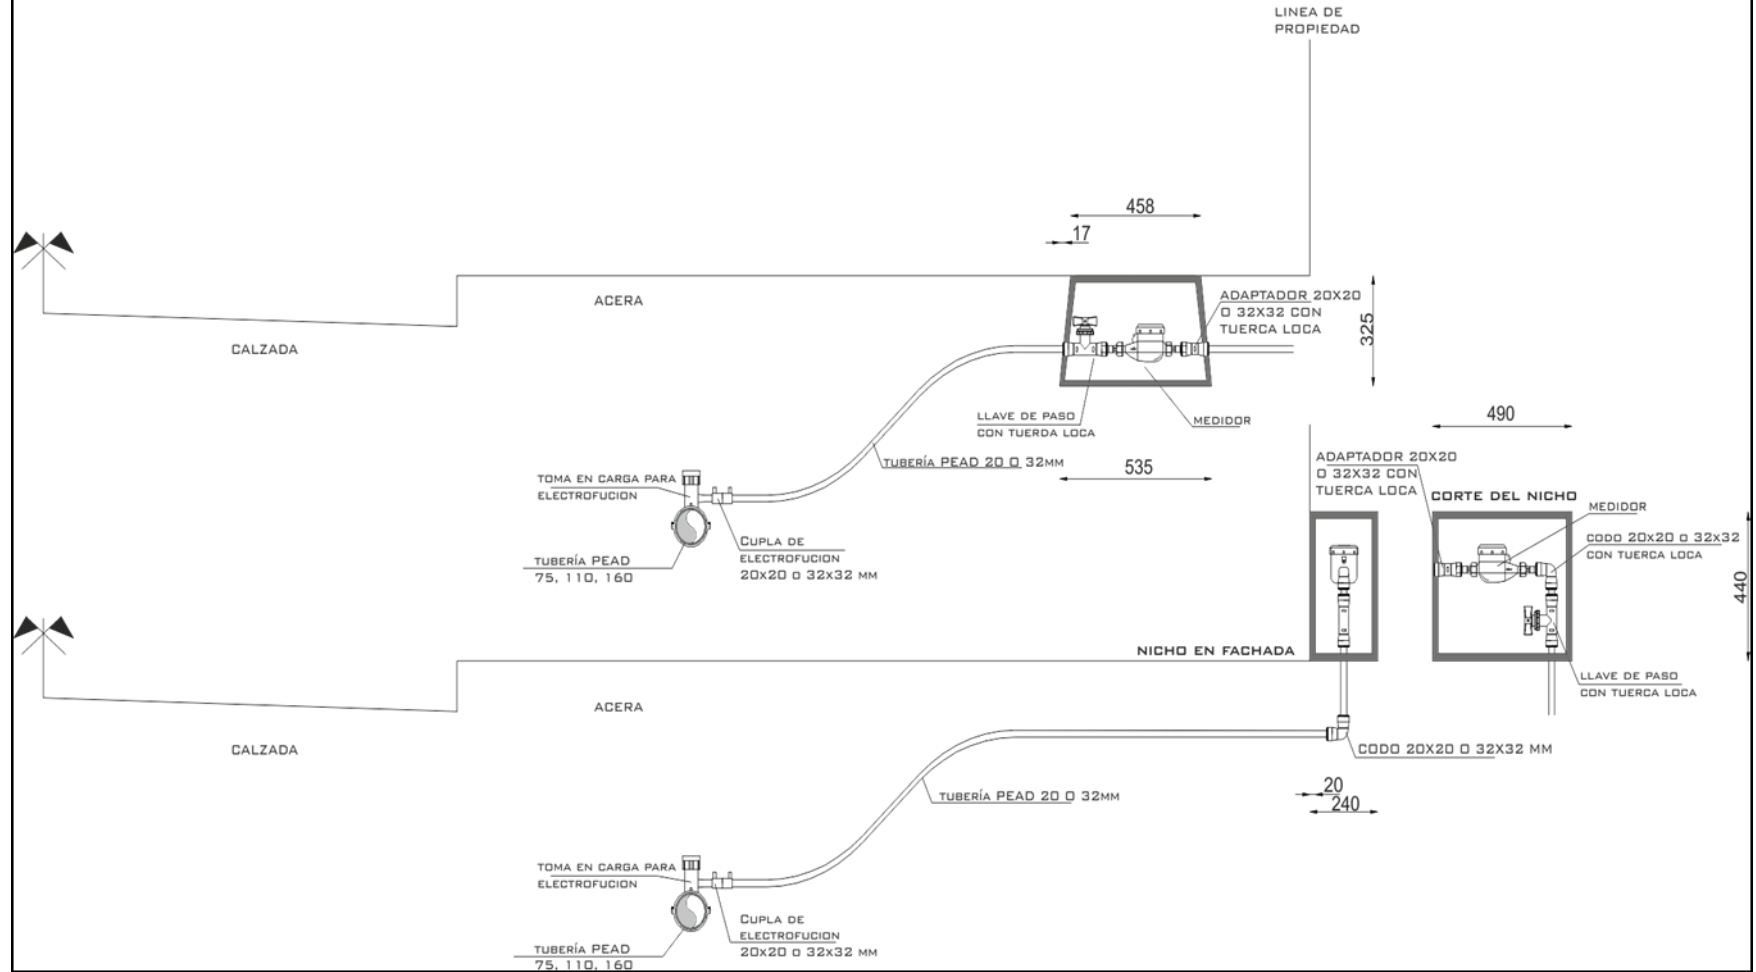 LINEA DE
PROPIEDAD
458
17
ACERA
CALZADA
ADAPTADOR 20X20
O 32X32 CON
TUERCA LOCA
325
LLAVE DE PASO
CON TUERDA LOCA
MEDIDOR
TUBERÍA PEAD 20 O 32MM
535
TOMA EN CARGA PARA
ELECTROFUCION
CUPLA DE
ELECTROFUCION
20X20 O 32X32 MM
TUBERÍA PEAD
75, 110, 160
490
ADAPTADOR 20X20
O 32X32 CON
TUERCA LOCA
CORTE DEL NICHO
MEDIDOR
CODO 20X20 O 32X32
CON TUERCA LOCA
440
NICHO EN FACHADA
LLAVE DE PASO
CON TUERCA LOCA
ACERA
CALZADA
CODO 20X20 O 32X32 MM
20
240
TUBERÍA PEAD 20 O 32MM
TOMA EN CARGA PARA
ELECTROFUCION
CUPLA DE
ELECTROFUCION
20X20 O 32X32 MM
TUBERÍA PEAD
75, 110, 160